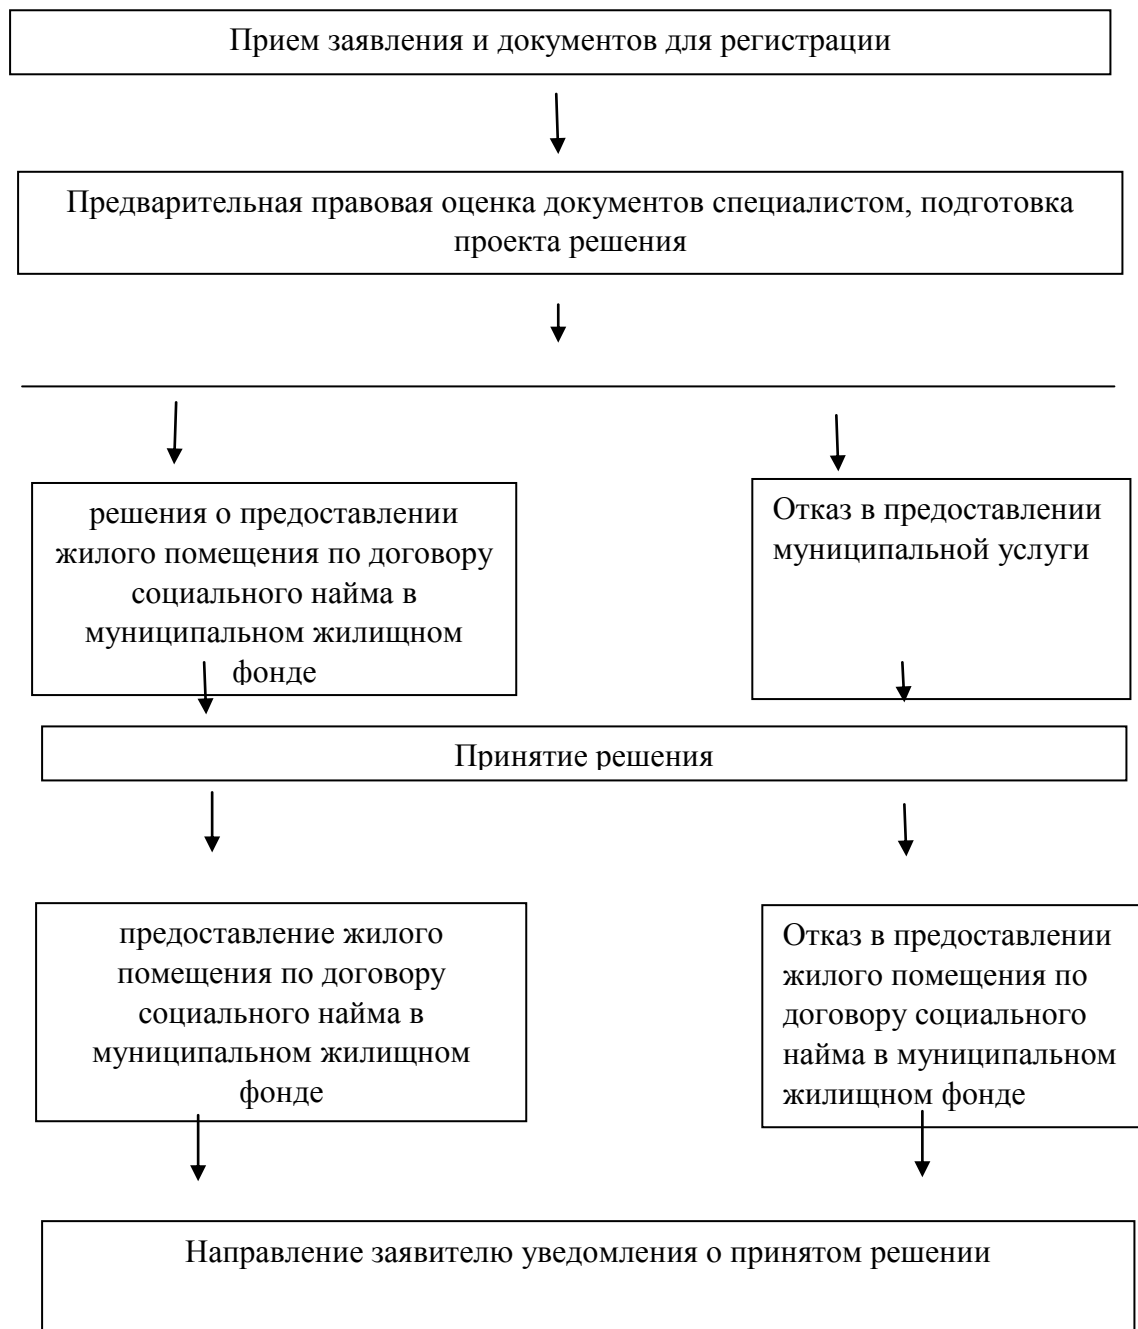 Прием заявления и документов для регистрации
Предварительная правовая оценка документов специалистом, подготовка
проекта решения
решения о предоставлении
жилого помещения по договору
социального найма в
муниципальном жилищном
фонде
Отказ в предоставлении
муниципальной услуги
Принятие решения
предоставление жилого
помещения по договору
социального найма в
муниципальном жилищном
фонде
Отказ в предоставлении
жилого помещения по
договору социального
найма в муниципальном
жилищном фонде
Направление заявителю уведомления о принятом решении